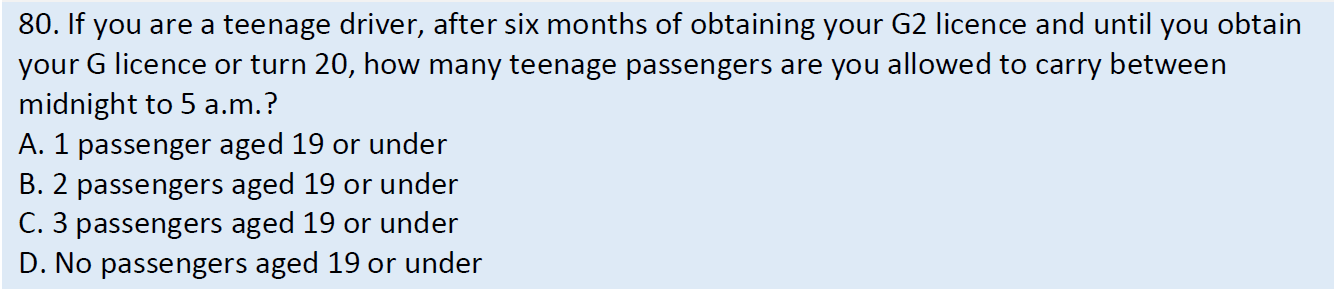 80. If you are a teenage driver, after six months of obtaining your G2 licence and until you obtain
your G licence or turn 20, how many teenage passengers are you allowed to carry between
midnight to 5 a.m.?
A. 1 passenger aged 19 or under
B. 2 passengers aged 19 or under
C. 3 passengers aged 19 or under
D. No passengers aged 19 or under